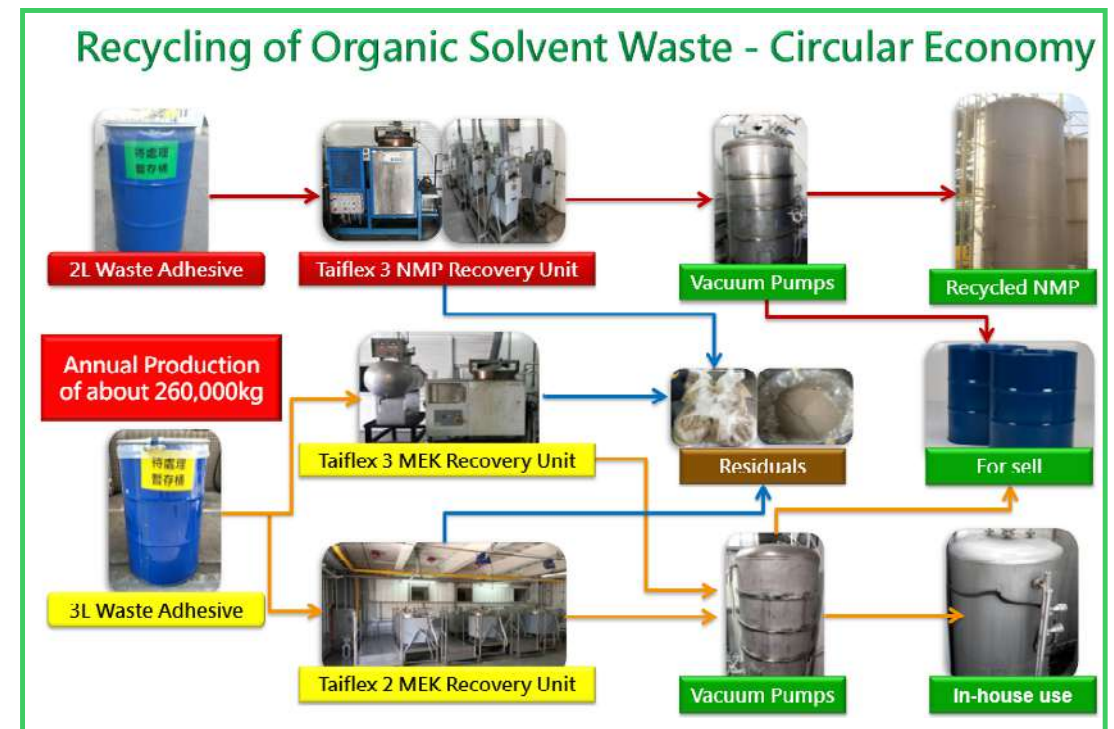 Recycling of Organic Solvent Waste - Circular Economy
待處理
暫存桶
2L Waste Adhesive
Taiflex 3 NMP Recovery Unit
Vacuum Pumps
Recycled NMP
Annual Production
of about 260,000kg
Taiflex 3 MEK Recovery Unit
Residuals
For sell
待處理
暫存桶
3L Waste Adhesive
Taiflex 2 MEK Recovery Unit
Vacuum Pumps
In-house use